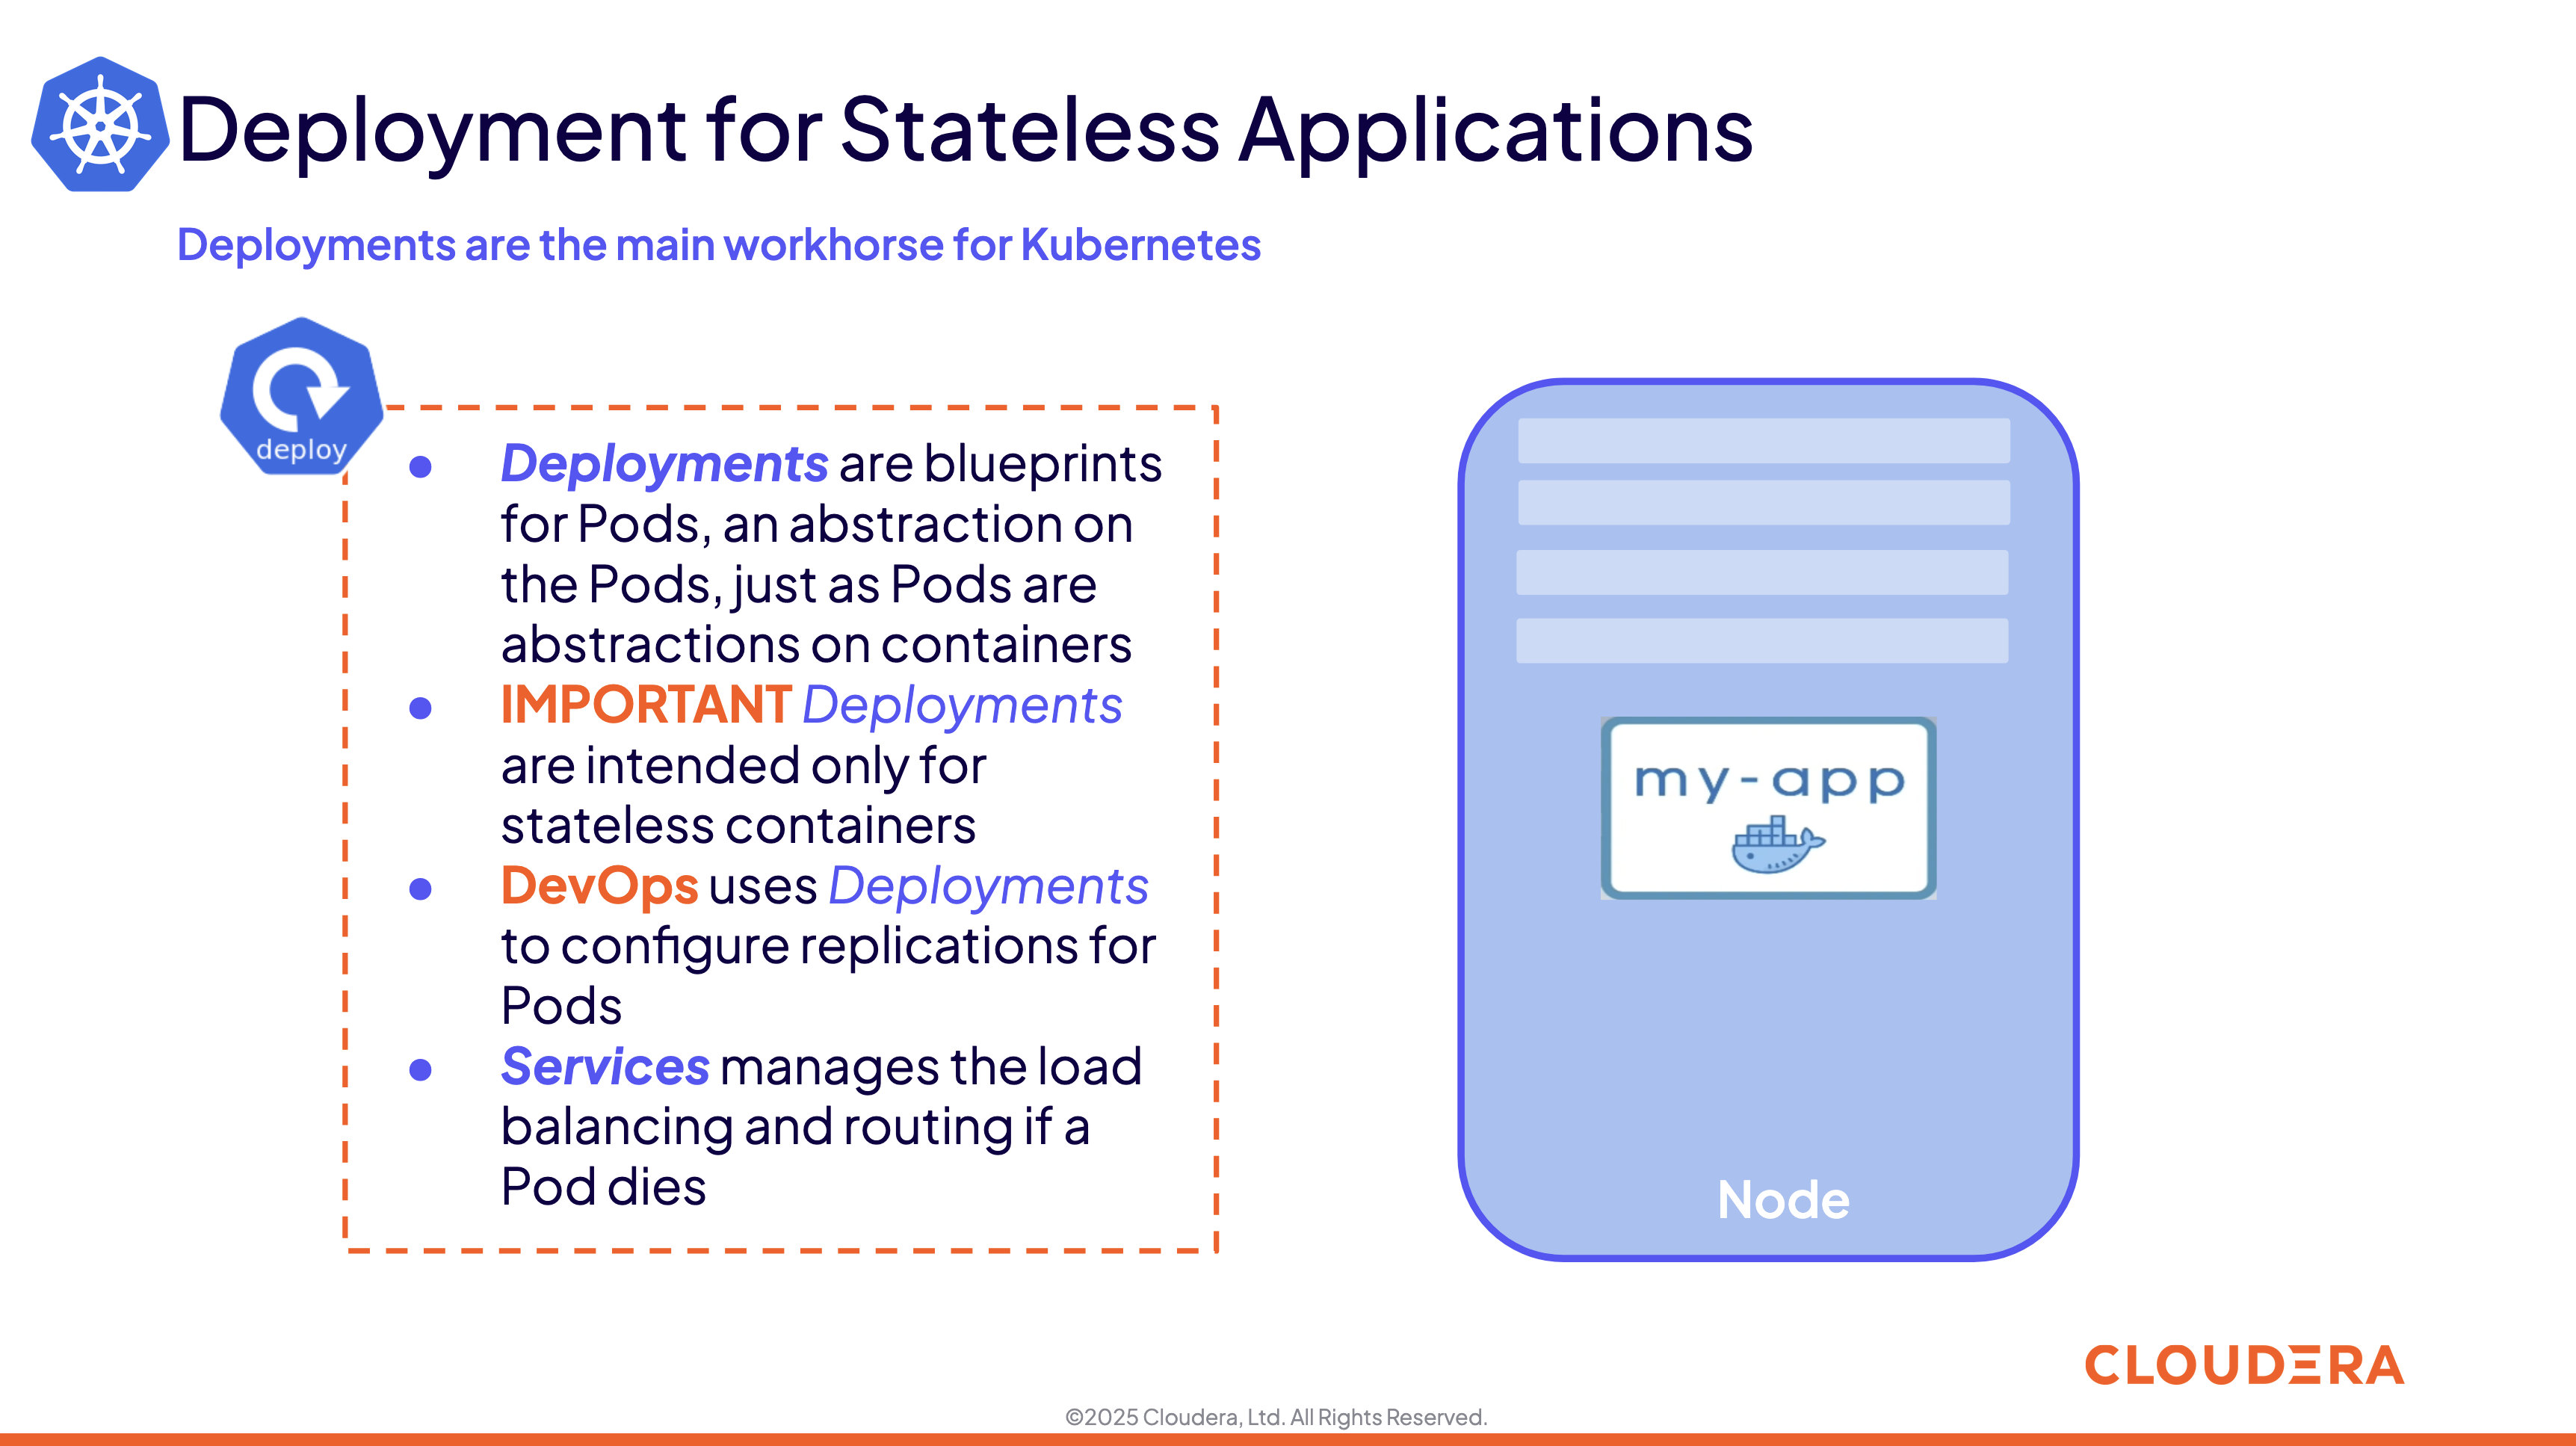 Deployment for Stateless Applications
Deployments are the main workhorse for Kubernetes
deploy
● Deployments are blueprints
for Pods, an abstraction on
the Pods, just as Pods are
abstractions on containers
● IMPORTANT Deployments
are intended only for
stateless containers
● DevOps uses Deployments
to configure replications for
Pods
● Services manages the load
balancing and routing if a
Pod dies
my-app
Node
CLOUDERA
©2025 Cloudera, Ltd. All Rights Reserved.